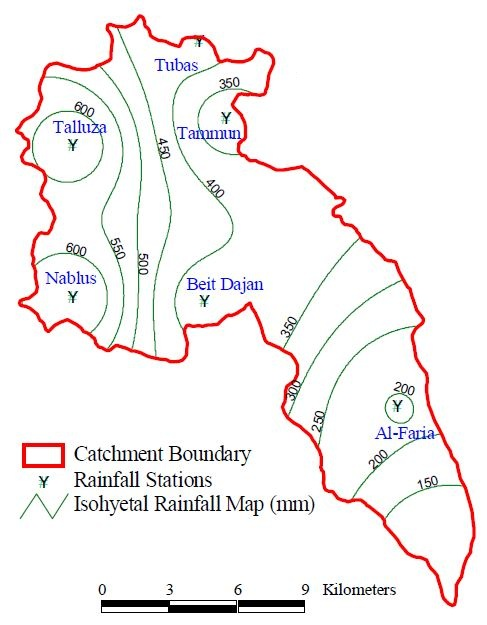 Tubas
350
600
Talluza
Tammun
450
400
600
550
500
Nablus
Beit Dajan
350
300
200
250
Al-Faria
200
150
Catchment Boundary
Rainfall Stations
Isohyetal Rainfall Map (mm)
0 3 6 9 Kilometers